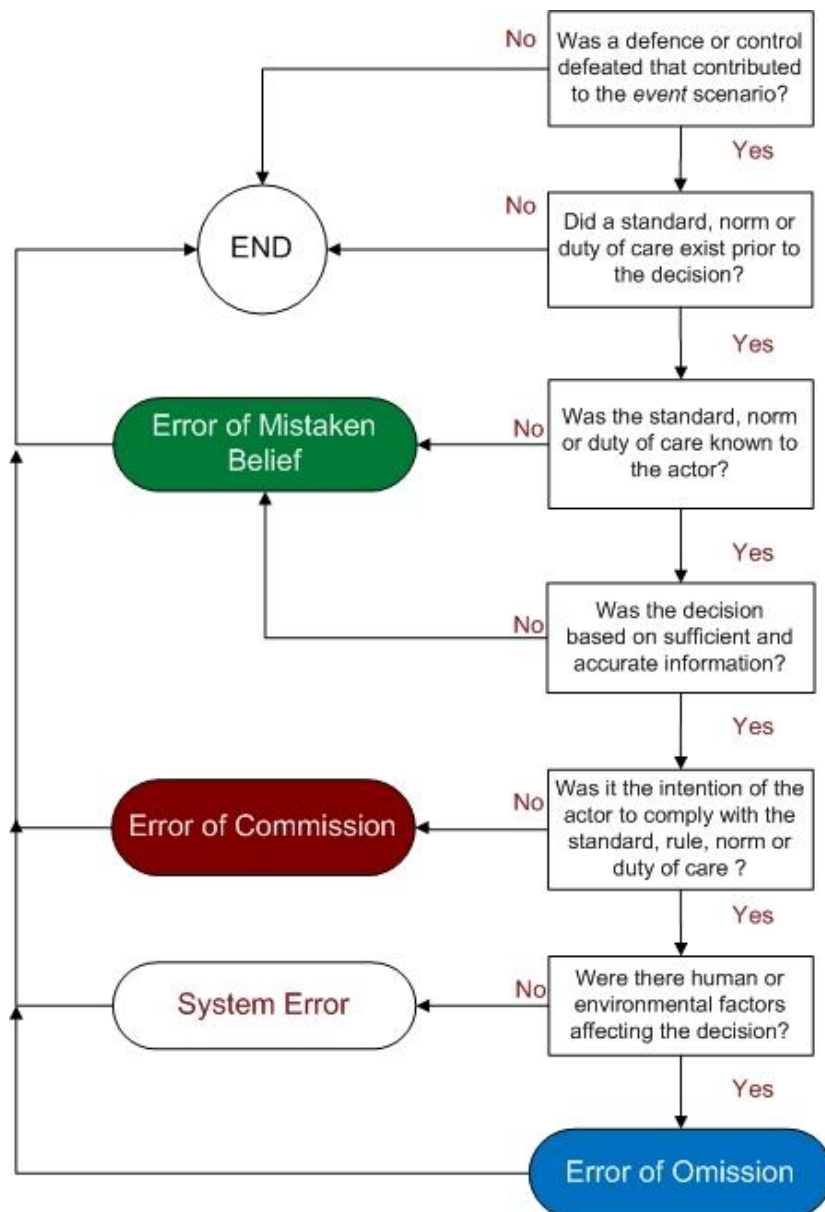 No
Was a defence or control
defeated that contributed
to the event scenario?
Yes
END
No
Did a standard, norm or
duty of care exist prior to
the decision?
Yes
Error of Mistaken
Belief
No
Was the standard, norm
or duty of care known to
the actor?
Yes
No
Was the decision
based on sufficient and
accurate information?
Yes
Error of Commission
No
Was it the intention of the
actor to comply with the
standard, rule, norm or
duty of care ?
Yes
System Error
No
Were there human or
environmental factors
affecting the decision?
Yes
Error of Omission